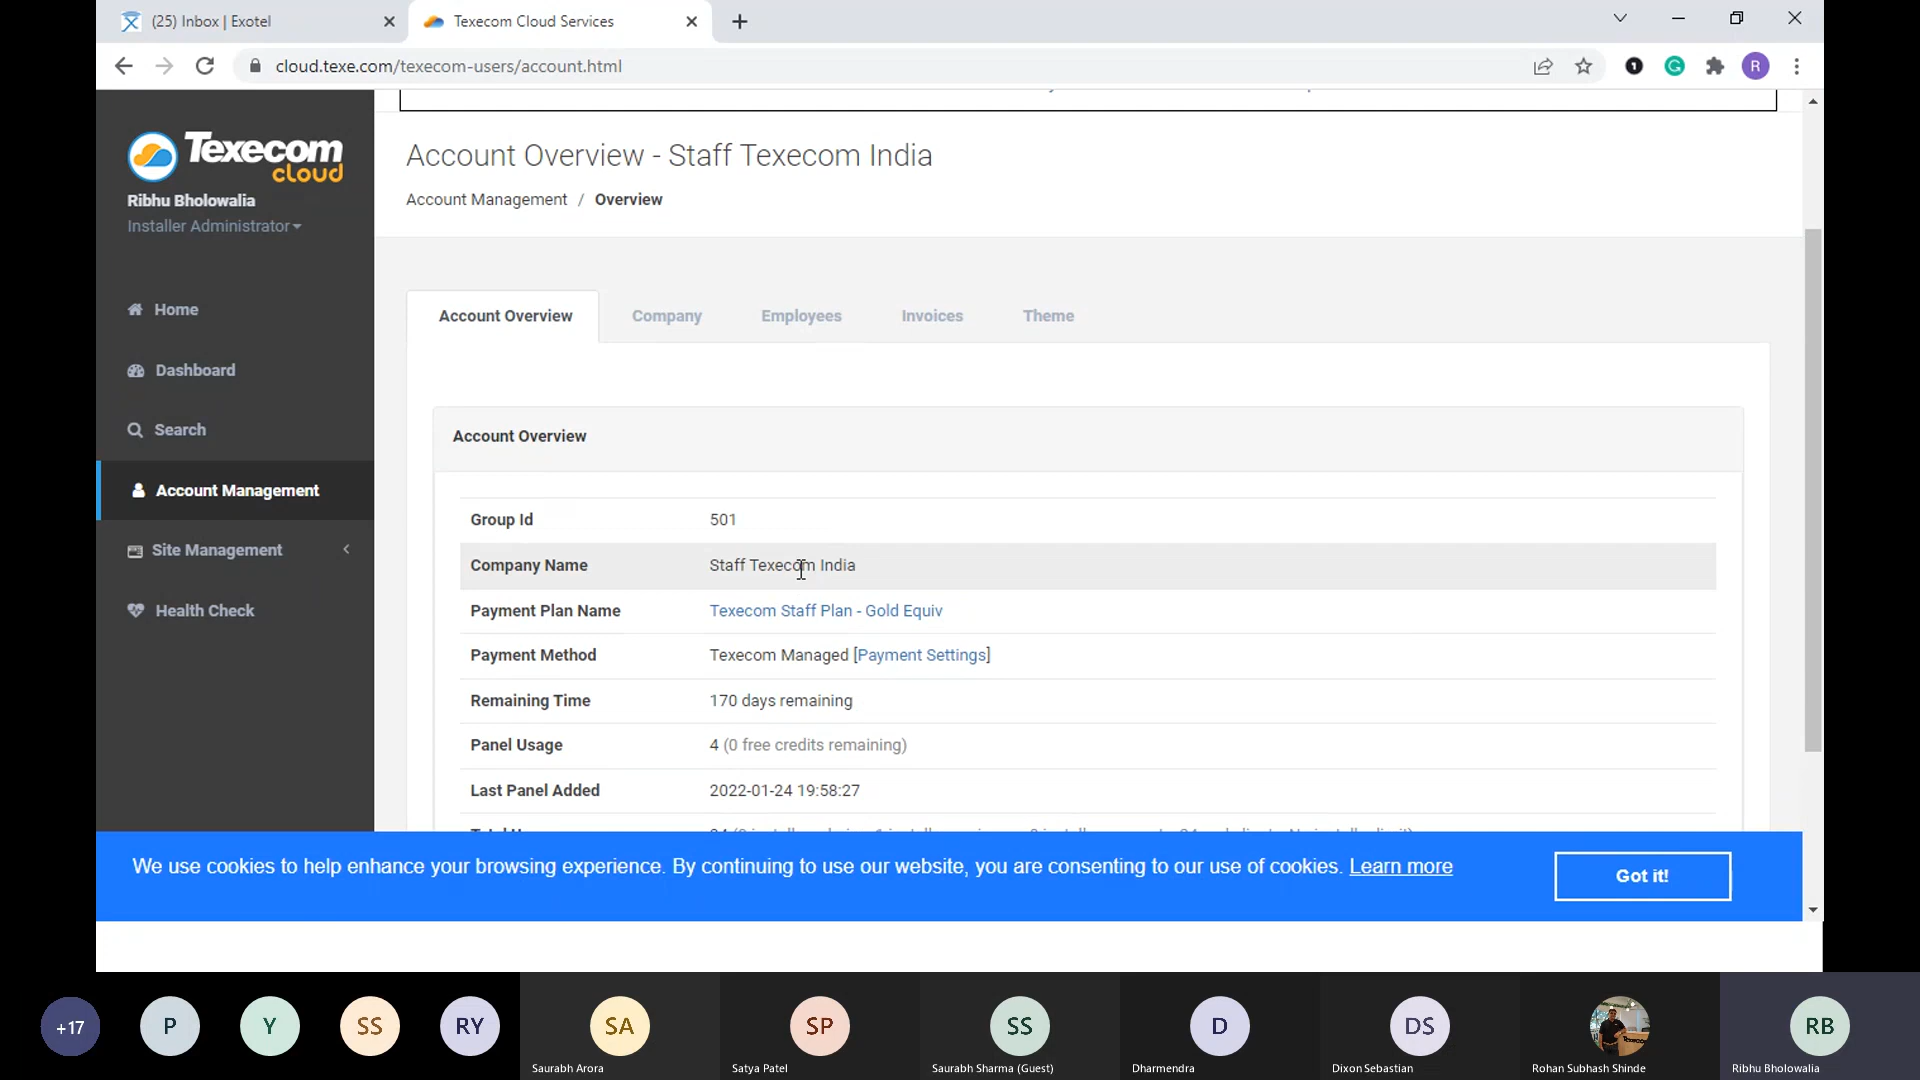 (25) Inbox | Exotel
Texecom Cloud Services
cloud.texe.com/texecom-users/account.html
R
Texecom
cloud
Ribhu Bholowalia
Installer Administrator
Home
Dashboard
Search
Account Management
Site Management
Health Check
Account Overview - Staff Texecom India
Account Management / Overview
Account Overview Company Employees Invoices Theme
Account Overview
Group Id 501
Company Name Staff Texecom India
Payment Plan Name Texecom Staff Plan - Gold Equiv
Payment Method Texecom Managed [Payment Settings]
Remaining Time 170 days remaining
Panel Usage 4 (0 free credits remaining)
Last Panel Added 2022-01-24 19:58:27
We use cookies to help enhance your browsing experience. By continuing to use our website, you are consenting to our use of cookies. Learn more
Got it!
+17 P Y SS RY SA SP SS D DS RB
Saurabh Arora Satya Patel Saurabh Sharma (Guest) Dharmendra Dixon Sebastian Rohan Subhash Shinde Ribhu Bholowalia